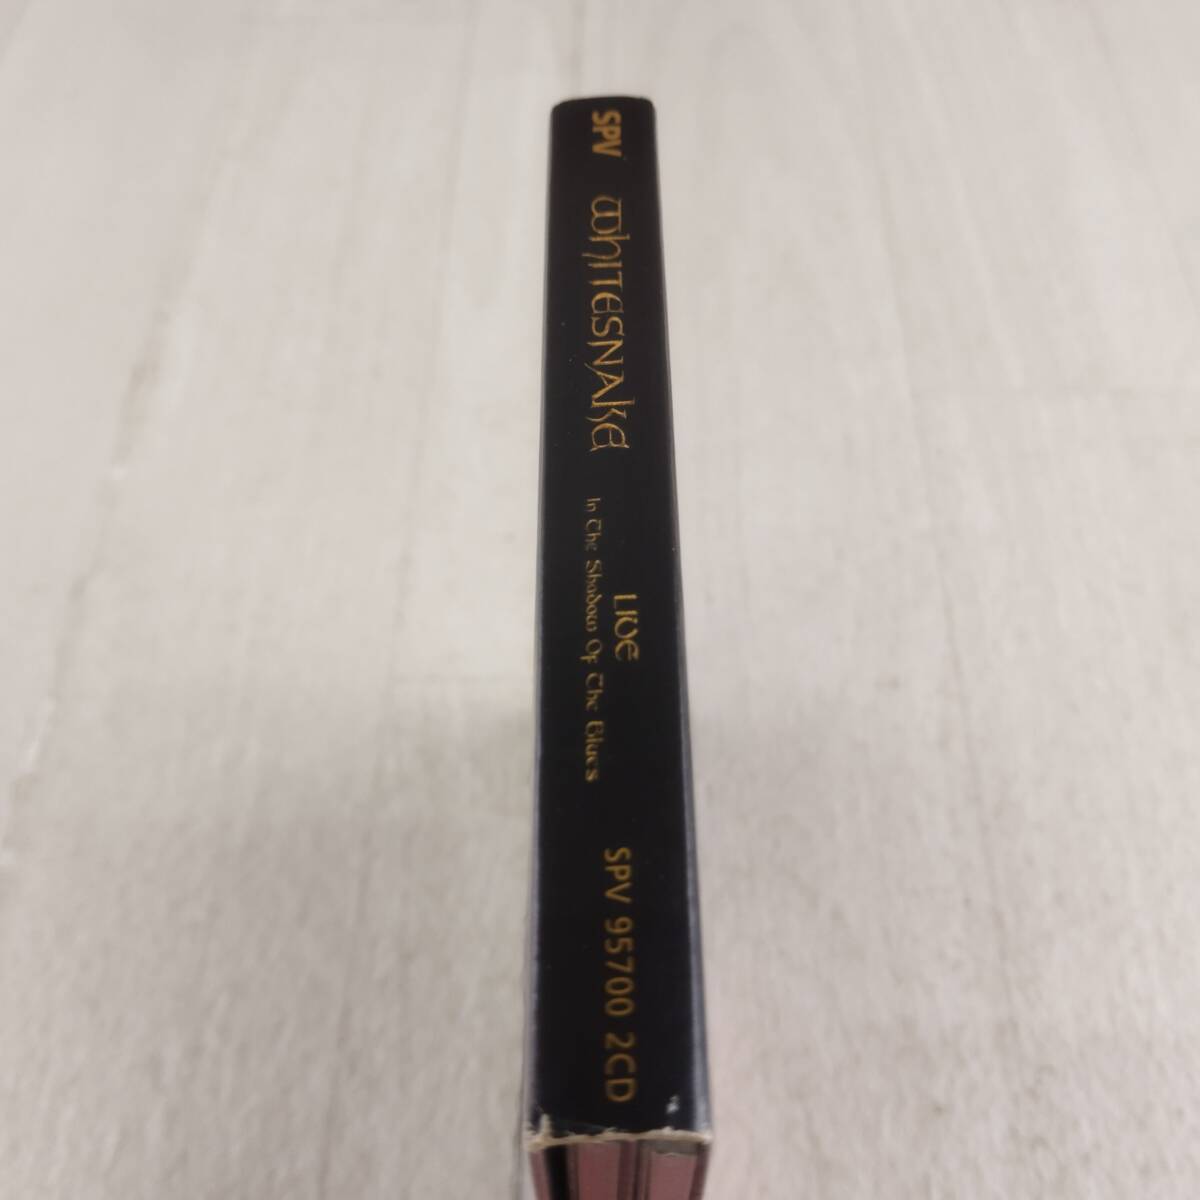 SPV
WHITESNAKE
LIVE
In The Shadow Of The Blues
SPV 95700 2CD